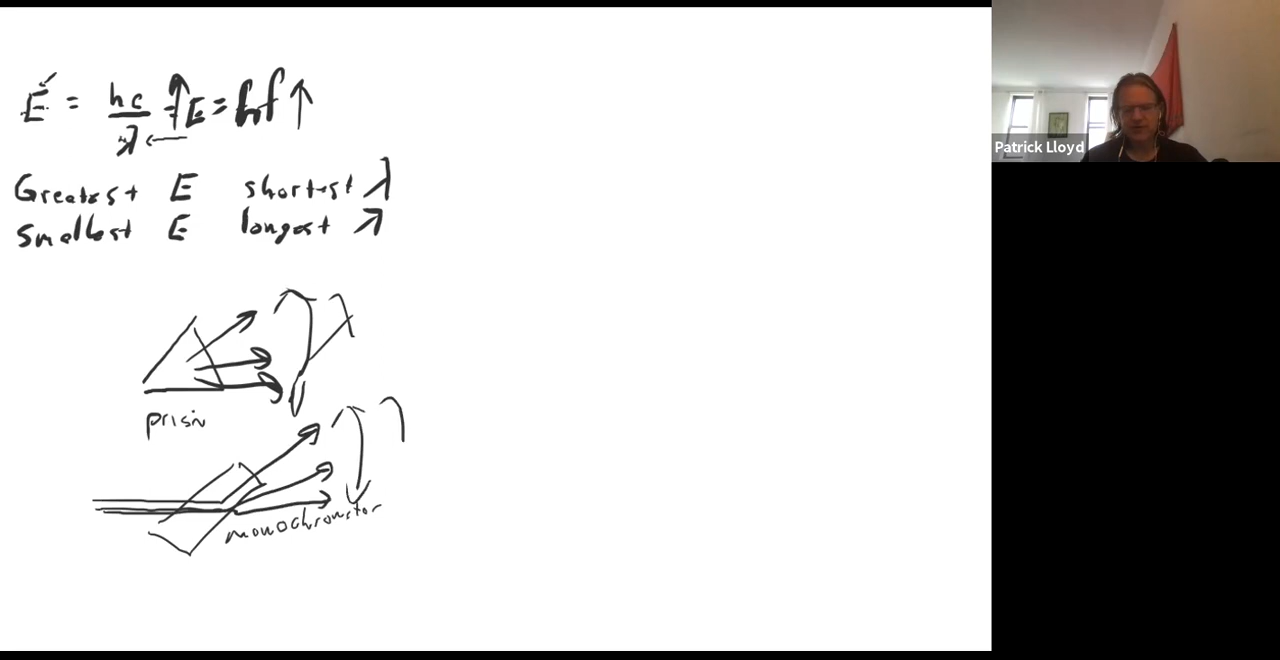 E = hc/λ ↑E = hf↑
Greatest E shortest λ
Smallest E longest λ
prism
monochromator
Patrick Lloyd